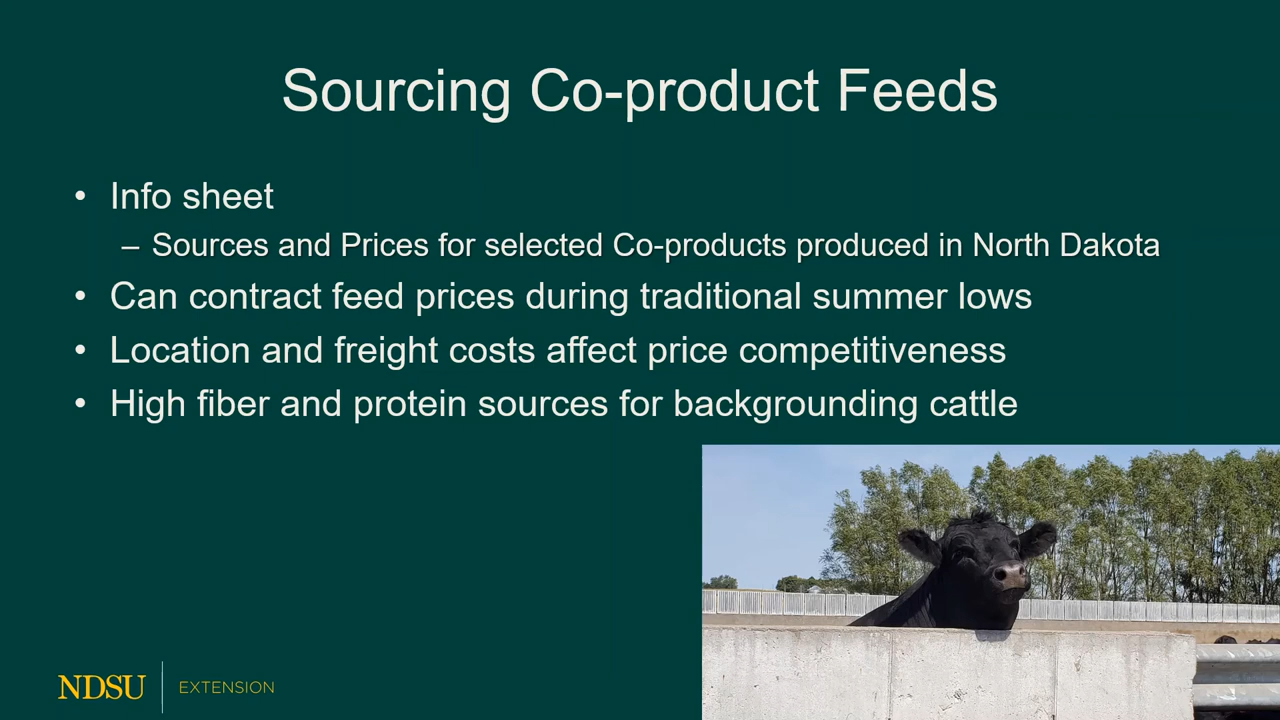 Sourcing Co-product Feeds
• Info sheet
– Sources and Prices for selected Co-products produced in North Dakota
• Can contract feed prices during traditional summer lows
• Location and freight costs affect price competitiveness
• High fiber and protein sources for backgrounding cattle
NDSU EXTENSION